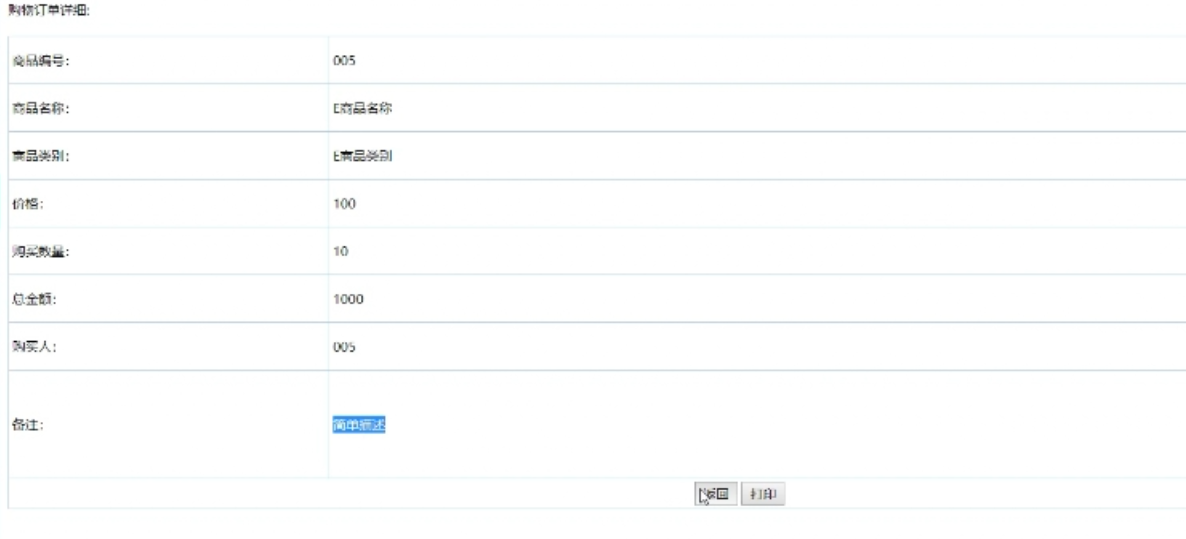 购物订单详细:
商品编号: 005
商品名称: E商品名称
商品类别: E商品类别
价格: 100
购买数量: 10
总金额: 1000
购买人: 005
备注: 简单描述
返回 打印